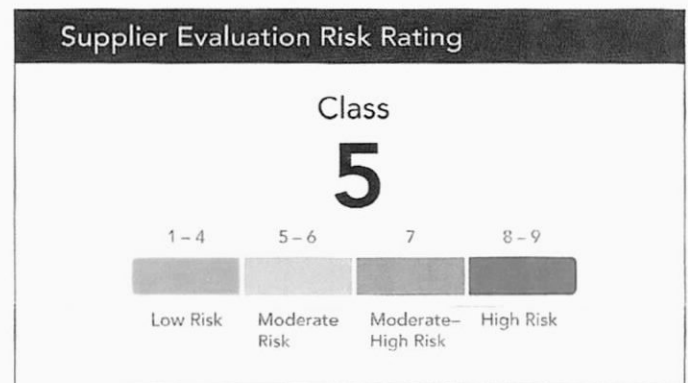 Supplier Evaluation Risk Rating
Class
5
1 – 4 5 – 6 7 8 – 9
Low Risk Moderate Risk Moderate– High Risk High Risk